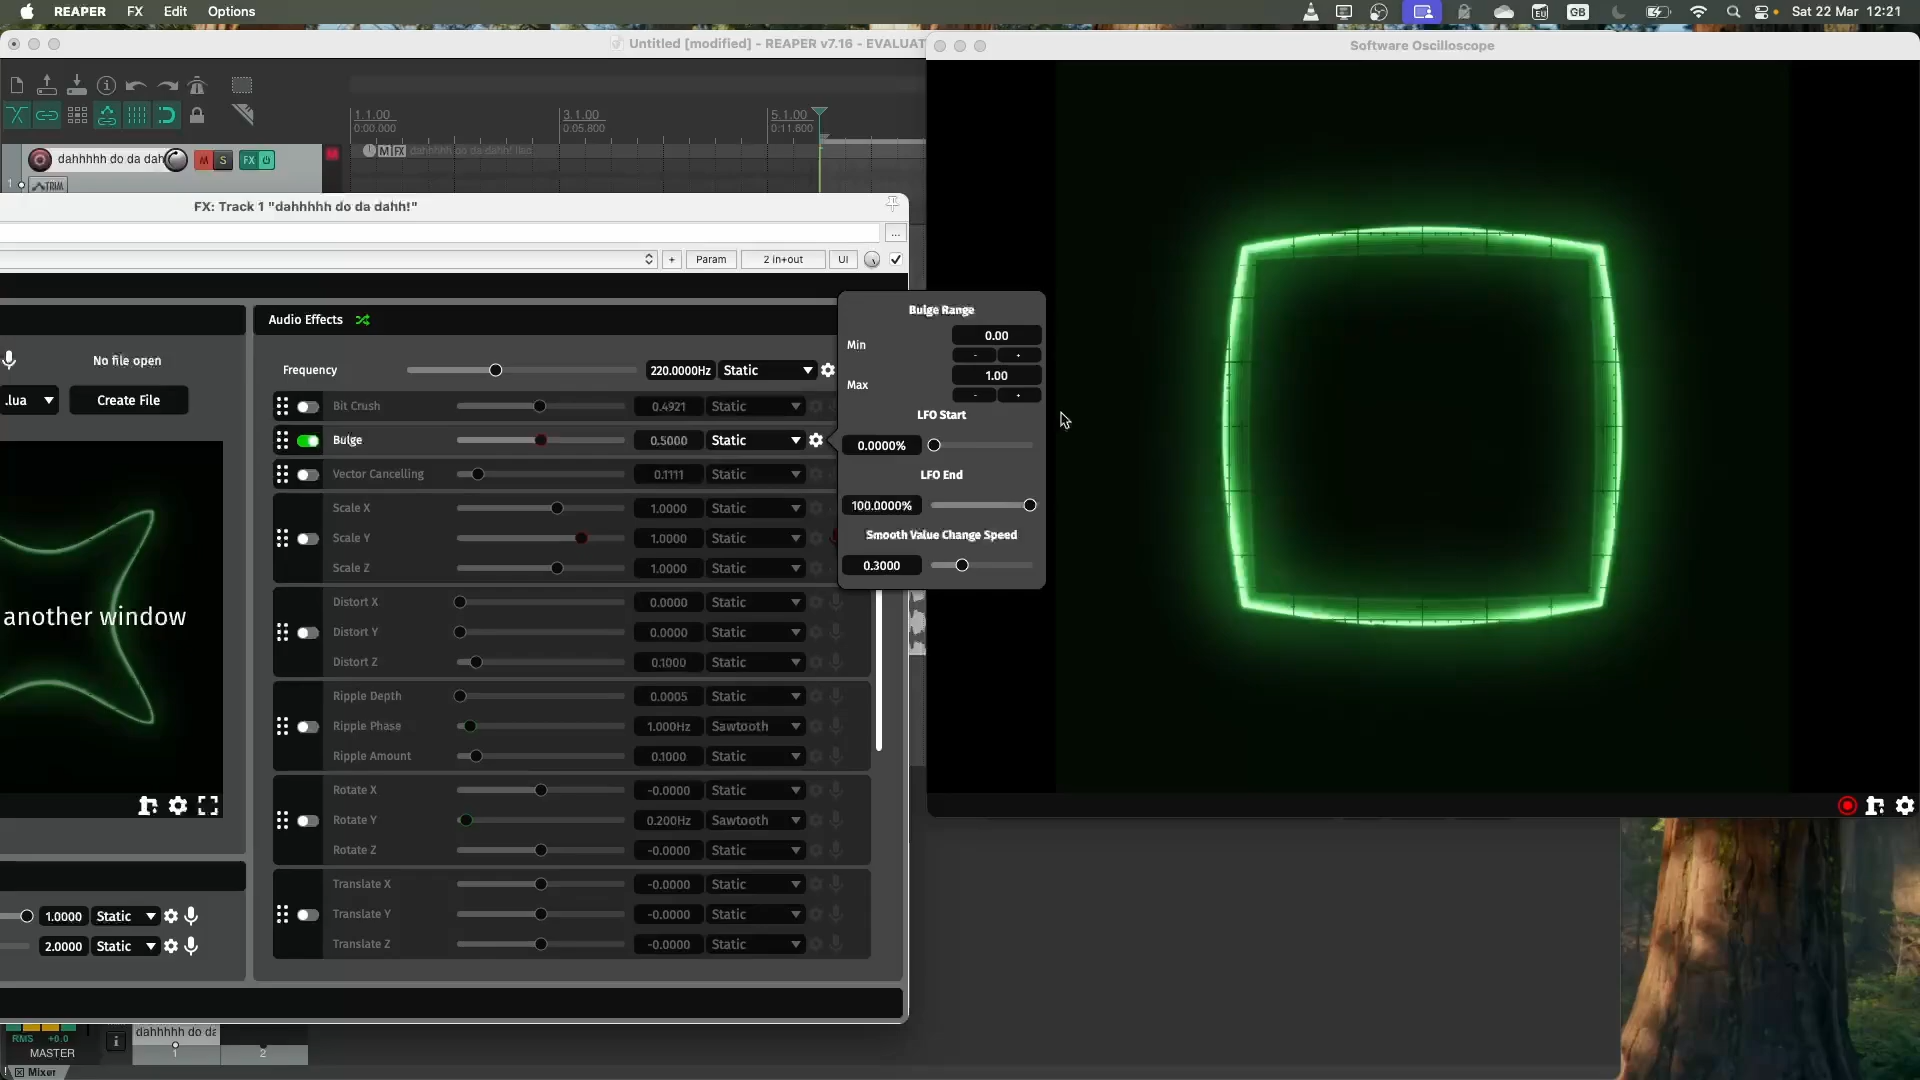 REAPER FX Edit Options
GB Sat 22 Mar 12:21
Untitled [modified] - REAPER v7.16 - EVALUAT
Software Oscilloscope
1.1.00 3.1.00 5.1.00
0:00.000 0:05.800 0:11.600
dahhhhh do da dah M S FX
M FX dahhhhh do da dahh!
1 TRIM
FX: Track 1 "dahhhhh do da dahh!"
...
+ Param 2 in+out UI
Audio Effects
No file open
.lua Create File
another window
Frequency 220.0000Hz Static
Bit Crush 0.4921 Static
Bulge 0.5000 Static
Vector Cancelling 0.1111 Static
Scale X 1.0000 Static
Scale Y 1.0000 Static
Scale Z 1.0000 Static
Distort X 0.0000 Static
Distort Y 0.0000 Static
Distort Z 0.1000 Static
Ripple Depth 0.0005 Static
Ripple Phase 1.000Hz Sawtooth
Ripple Amount 0.1000 Static
Rotate X -0.0000 Static
Rotate Y 0.200Hz Sawtooth
Rotate Z -0.0000 Static
Translate X -0.0000 Static
Translate Y -0.0000 Static
Translate Z -0.0000 Static
1.0000 Static
2.0000 Static
Bulge Range
Min 0.00
- +
Max 1.00
- +
LFO Start
0.0000%
LFO End
100.0000%
Smooth Value Change Speed
0.3000
RMS +0.0
MASTER
dahhhhh do da
1 2
Mixer